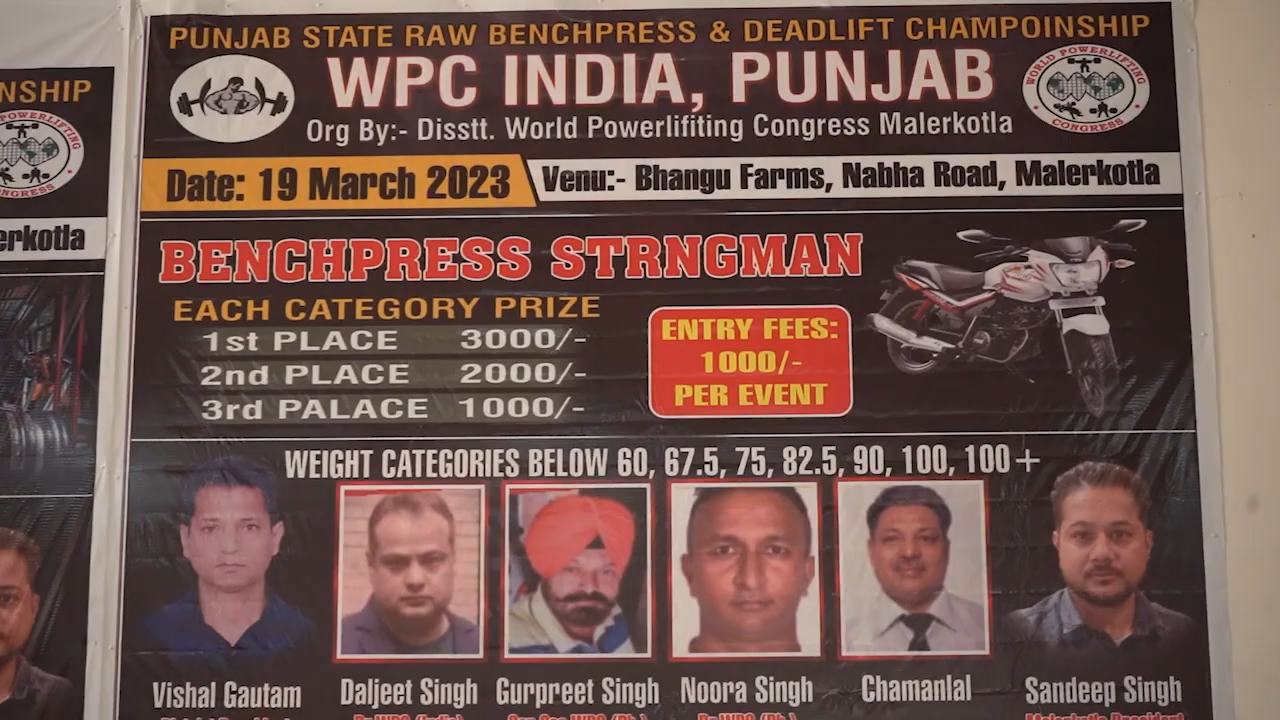 PUNJAB STATE RAW BENCHPRESS & DEADLIFT CHAMPOINSHIP
WPC INDIA, PUNJAB
WORLD POWERLIFTING CONGRESS
Org By:- Disstt. World Powerlifiting Congress Malerkotla
Date: 19 March 2023
Venu:- Bhangu Farms, Nabha Road, Malerkotla
BENCHPRESS STRNGMAN
EACH CATEGORY PRIZE
1st PLACE 3000/-
2nd PLACE 2000/-
3rd PALACE 1000/-
ENTRY FEES:
1000/-
PER EVENT
WEIGHT CATEGORIES BELOW 60, 67.5, 75, 82.5, 90, 100, 100+
Vishal Gautam
Daljeet Singh
Gurpreet Singh
Noora Singh
Chamanlal
Sandeep Singh
NSHIP
erkotla